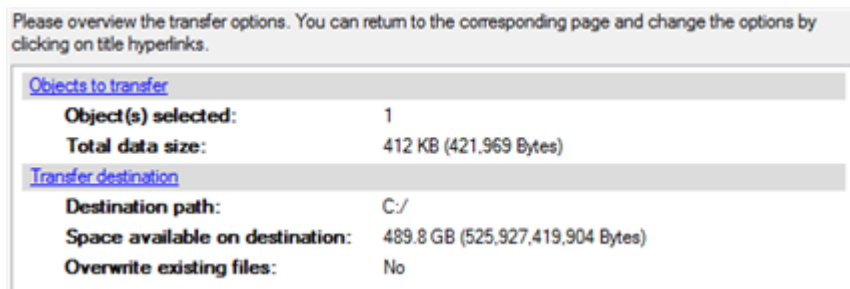 Please overview the transfer options. You can return to the corresponding page and change the options by
clicking on title hyperlinks.
Objects to transfer
Object(s) selected: 1
Total data size: 412 KB (421,969 Bytes)
Transfer destination
Destination path: C:/
Space available on destination: 489.8 GB (525,927,419,904 Bytes)
Overwrite existing files: No